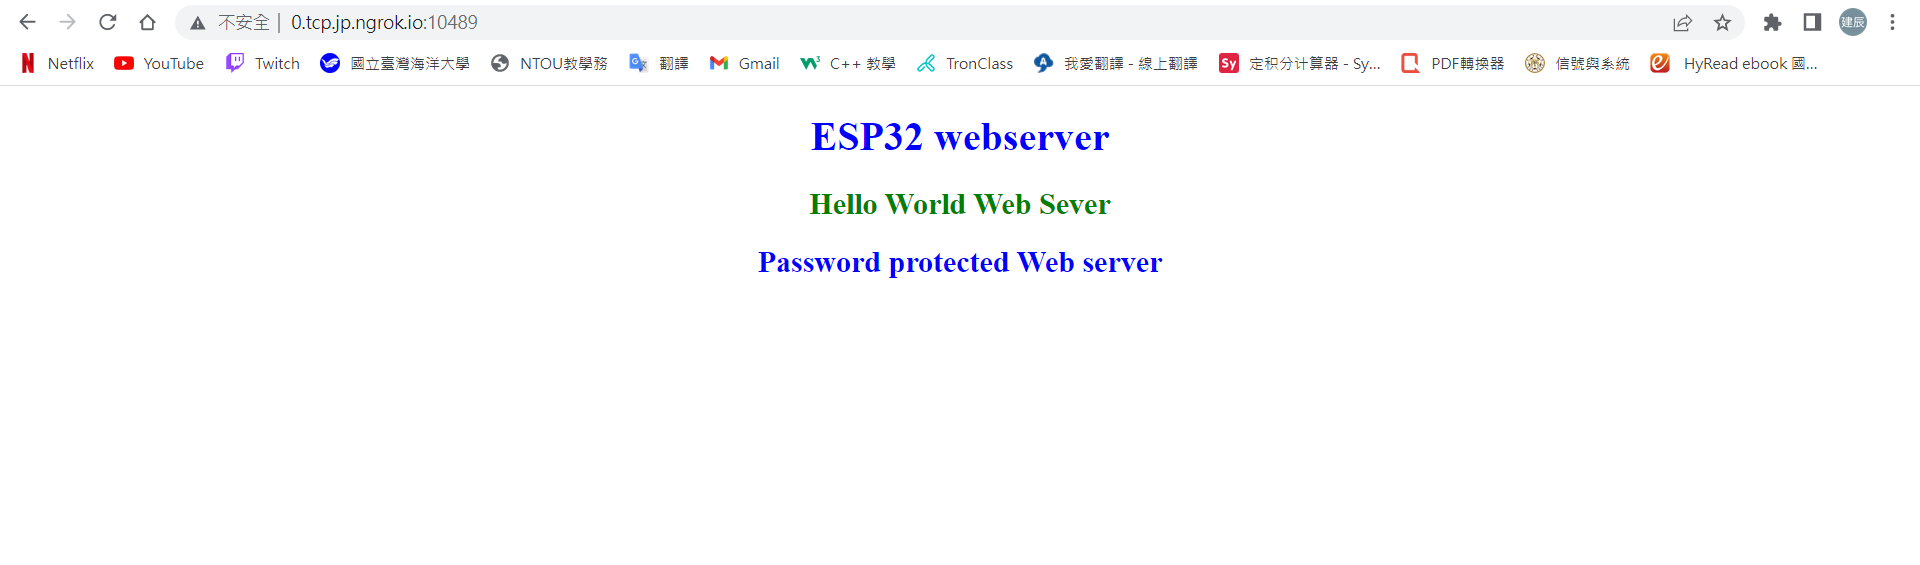 不安全 | 0.tcp.jp.ngrok.io:10489
建辰
Netflix YouTube Twitch 國立臺灣海洋大學 NTOU教學務 翻譯 Gmail C++ 教學 TronClass 我愛翻譯 - 線上翻譯 Sy 定积分计算器 - Sy... PDF轉換器 信號與系統 HyRead ebook 國...
ESP32 webserver
Hello World Web Sever
Password protected Web server